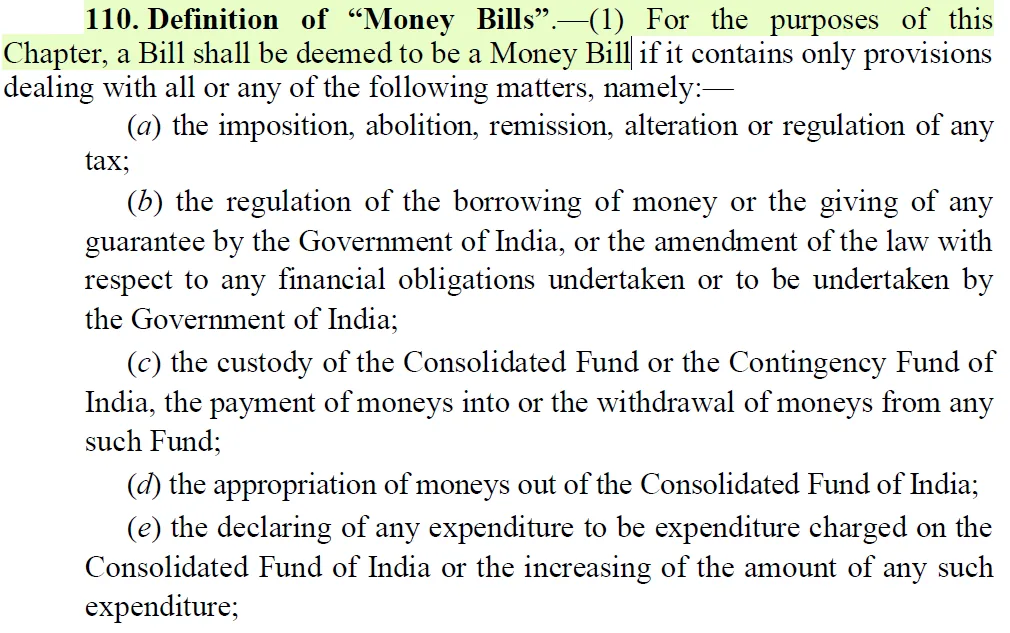 110. Definition of “Money Bills”.—(1) For the purposes of this
Chapter, a Bill shall be deemed to be a Money Bill if it contains only provisions
dealing with all or any of the following matters, namely:—
(a) the imposition, abolition, remission, alteration or regulation of any
tax;
(b) the regulation of the borrowing of money or the giving of any
guarantee by the Government of India, or the amendment of the law with
respect to any financial obligations undertaken or to be undertaken by
the Government of India;
(c) the custody of the Consolidated Fund or the Contingency Fund of
India, the payment of moneys into or the withdrawal of moneys from any
such Fund;
(d) the appropriation of moneys out of the Consolidated Fund of India;
(e) the declaring of any expenditure to be expenditure charged on the
Consolidated Fund of India or the increasing of the amount of any such
expenditure;